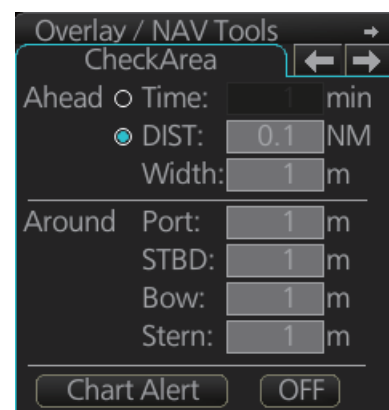 Overlay / NAV Tools
CheckArea
Ahead Time: 1 min
DIST: 0.1 NM
Width: 1 m
Around Port: 1 m
STBD: 1 m
Bow: 1 m
Stern: 1 m
Chart Alert OFF